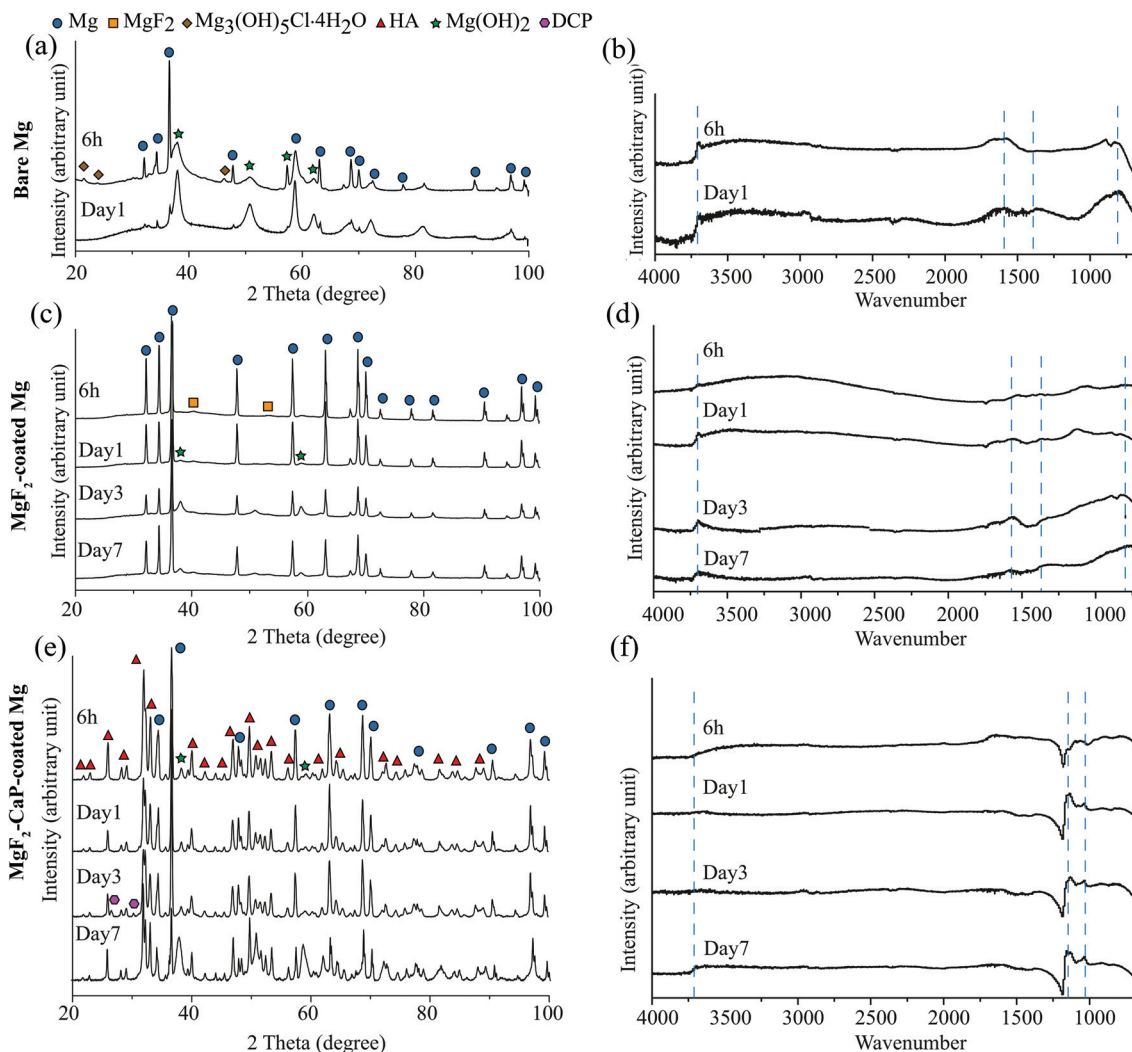 Mg MgF2 Mg3(OH)5Cl·4H2O HA Mg(OH)2 DCP
(a)
Bare Mg
Intensity (arbitrary unit)
6h
Day1
20 40 60 80 100
2 Theta (degree)
(b)
Intensity (arbitrary unit)
6h
Day1
4000 3500 3000 2500 2000 1500 1000
Wavenumber
(c)
MgF2-coated Mg
Intensity (arbitrary unit)
6h
Day1
Day3
Day7
20 40 60 80 100
2 Theta (degree)
(d)
Intensity (arbitrary unit)
6h
Day1
Day3
Day7
4000 3500 3000 2500 2000 1500 1000
Wavenumber
(e)
MgF2-CaP-coated Mg
Intensity (arbitrary unit)
6h
Day1
Day3
Day7
20 40 60 80 100
2 Theta (degree)
(f)
Intensity (arbitrary unit)
6h
Day1
Day3
Day7
4000 3500 3000 2500 2000 1500 1000
Wavenumber